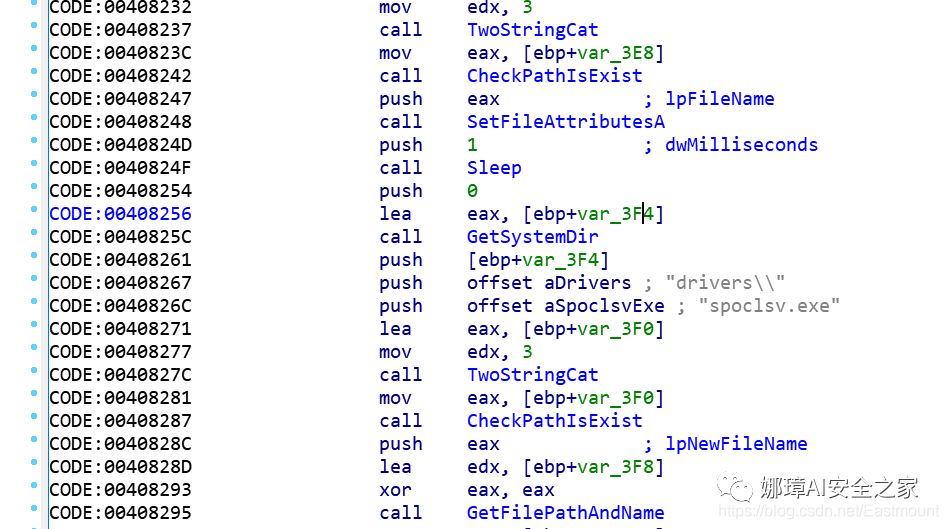 CODE:00408232 mov edx, 3
CODE:00408237 call TwoStringCat
CODE:0040823C mov eax, [ebp+var_3E8]
CODE:00408242 call CheckPathIsExist
CODE:00408247 push eax ; lpFileName
CODE:00408248 call SetFileAttributesA
CODE:0040824D push 1 ; dwMilliseconds
CODE:0040824F call Sleep
CODE:00408254 push 0
CODE:00408256 lea eax, [ebp+var_3F4]
CODE:0040825C call GetSystemDir
CODE:00408261 push [ebp+var_3F4]
CODE:00408267 push offset aDrivers ; "drivers\\"
CODE:0040826C push offset aSpoclsvExe ; "spoclsv.exe"
CODE:00408271 lea eax, [ebp+var_3F0]
CODE:00408277 mov edx, 3
CODE:0040827C call TwoStringCat
CODE:00408281 mov eax, [ebp+var_3F0]
CODE:00408287 call CheckPathIsExist
CODE:0040828C push eax ; lpNewFileName
CODE:0040828D lea edx, [ebp+var_3F8]
CODE:00408293 xor eax, eax
CODE:00408295 call GetFilePathAndName
娜璋AI安全之家
https://blog.csdn.net/Eastmount